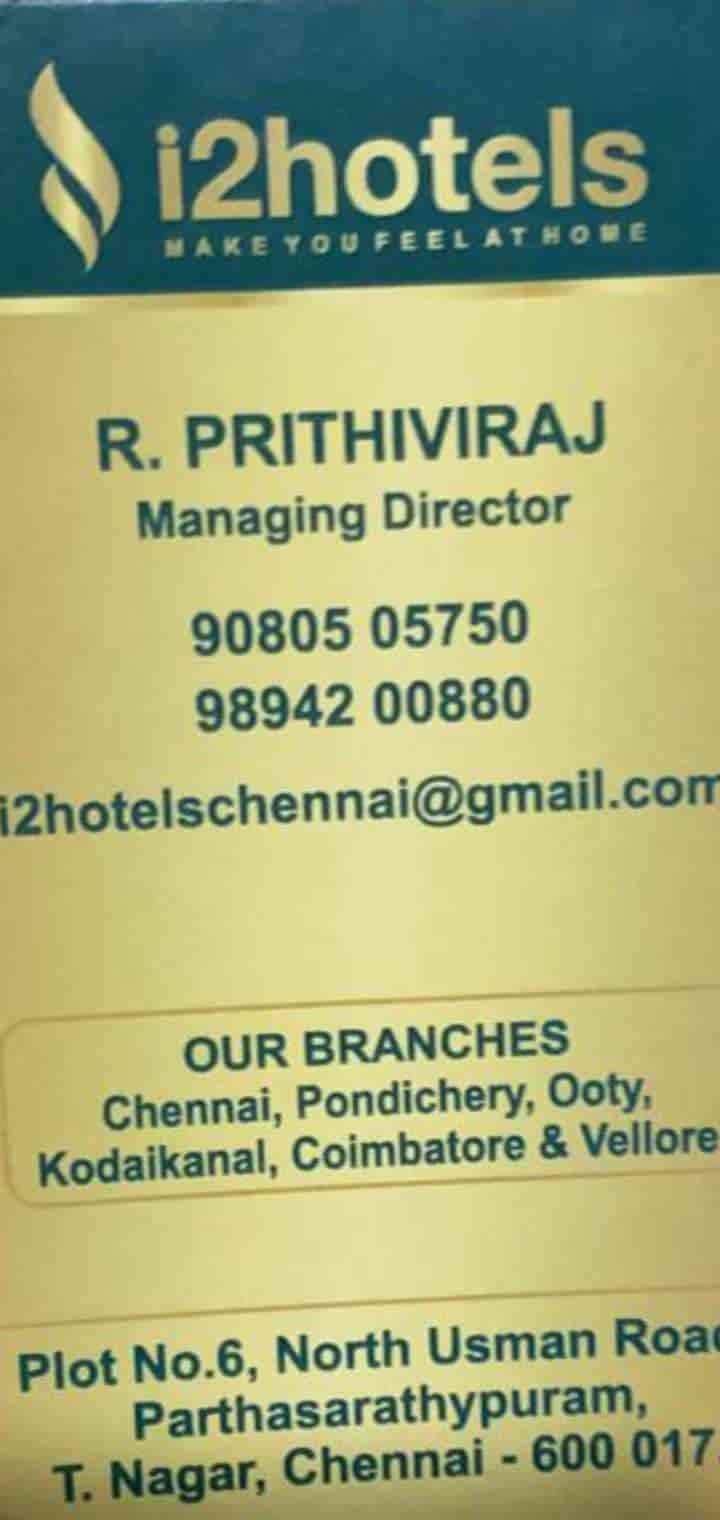 i2hotels
MAKE YOU FEEL AT HOME
R. PRITHIVIRAJ
Managing Director
90805 05750
98942 00880
i2hotelschennai@gmail.com
OUR BRANCHES
Chennai, Pondichery, Ooty,
Kodaikanal, Coimbatore & Vellore
Plot No.6, North Usman Road
Parthasarathypuram,
T. Nagar, Chennai - 600 017.